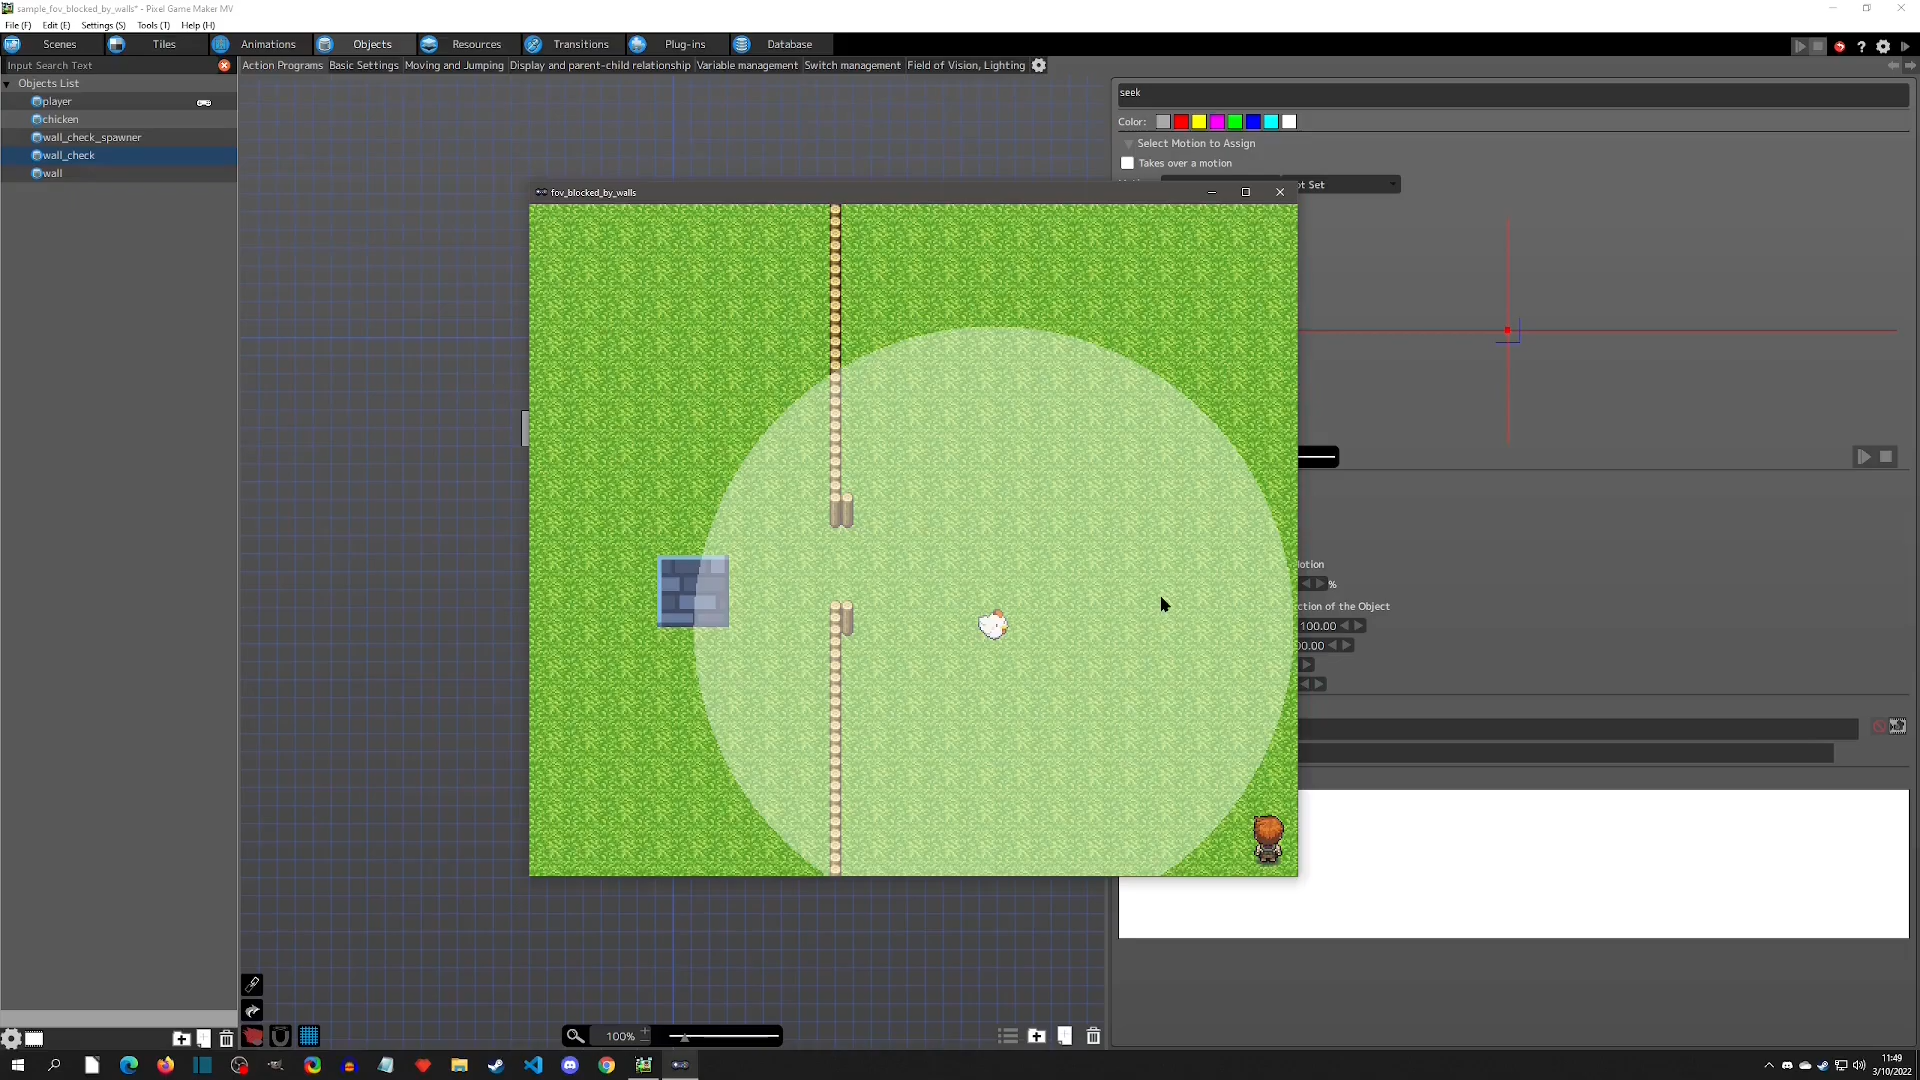 sample_fov_blocked_by_walls* - Pixel Game Maker MV
File (F) Edit (E) Settings (S) Tools (T) Help (H)
Scenes Tiles Animations Objects Resources Transitions Plug-ins Database
Input Search Text
Action Programs Basic Settings Moving and Jumping Display and parent-child relationship Variable management Switch management Field of Vision, Lighting
Objects List
player
chicken
wall_check_spawner
wall_check
wall
seek
Color:
Select Motion to Assign
Takes over a motion
ot Set
fov_blocked_by_walls
otion
%
ction of the Object
100.00
00.00
100%
11:49
3/10/2022